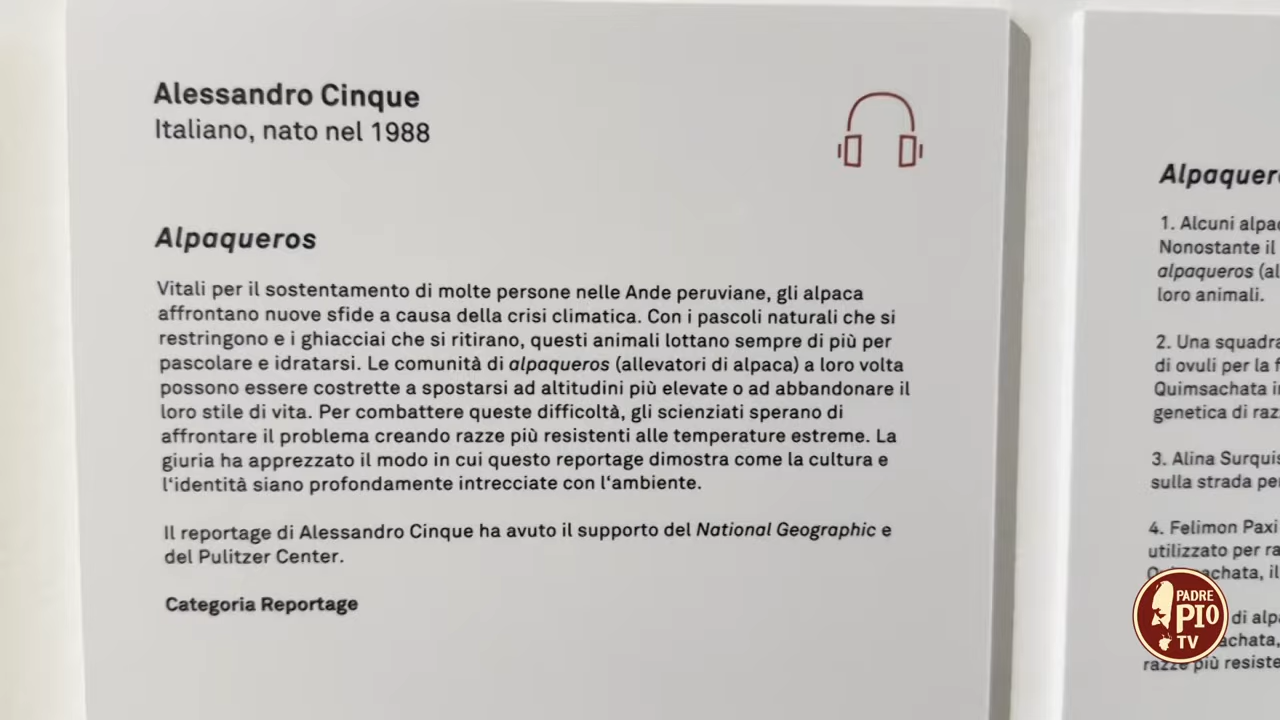 Alessandro Cinque
Italiano, nato nel 1988
Alpaqueros
Vitali per il sostentamento di molte persone nelle Ande peruviane, gli alpaca
affrontano nuove sfide a causa della crisi climatica. Con i pascoli naturali che si
restringono e i ghiacciai che si ritirano, questi animali lottano sempre di più per
pascolare e idratarsi. Le comunità di alpaqueros (allevatori di alpaca) a loro volta
possono essere costrette a spostarsi ad altitudini più elevate o ad abbandonare il
loro stile di vita. Per combattere queste difficoltà, gli scienziati sperano di
affrontare il problema creando razze più resistenti alle temperature estreme. La
giuria ha apprezzato il modo in cui questo reportage dimostra come la cultura e
l‘identità siano profondamente intrecciate con l‘ambiente.
Il reportage di Alessandro Cinque ha avuto il supporto del National Geographic e
del Pulitzer Center.
Categoria Reportage
1. Alcuni
Nonostante il
alpaqueros
loro animali.
2. Una squadra
di ovuli per la
Quimsachata
genetica di
3. Alina
sulla strada
4. Felimon Paxi
utilizzato per
il
di
razze più
PADRE
PIO
TV